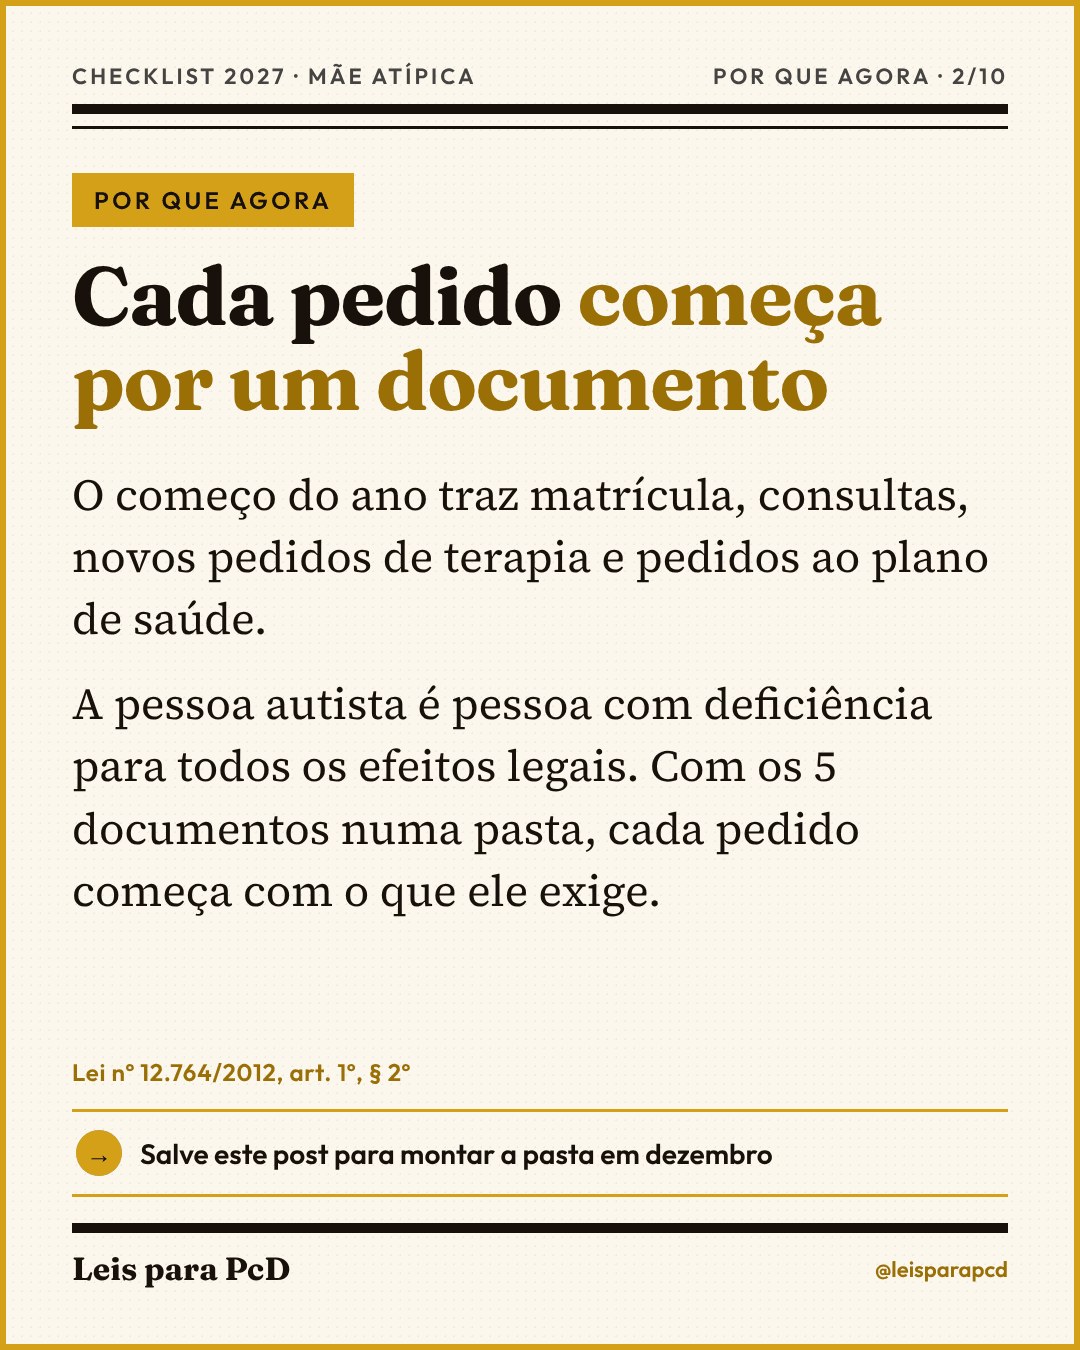 CHECKLIST 2027 · MÃE ATÍPICA
POR QUE AGORA · 2/10
POR QUE AGORA
Cada pedido começa
por um documento
O começo do ano traz matrícula, consultas,
novos pedidos de terapia e pedidos ao plano
de saúde.
A pessoa autista é pessoa com deficiência
para todos os efeitos legais. Com os 5
documentos numa pasta, cada pedido
começa com o que ele exige.
Lei nº 12.764/2012, art. 1º, § 2º
→ Salve este post para montar a pasta em dezembro
Leis para PcD
@leisparapcd